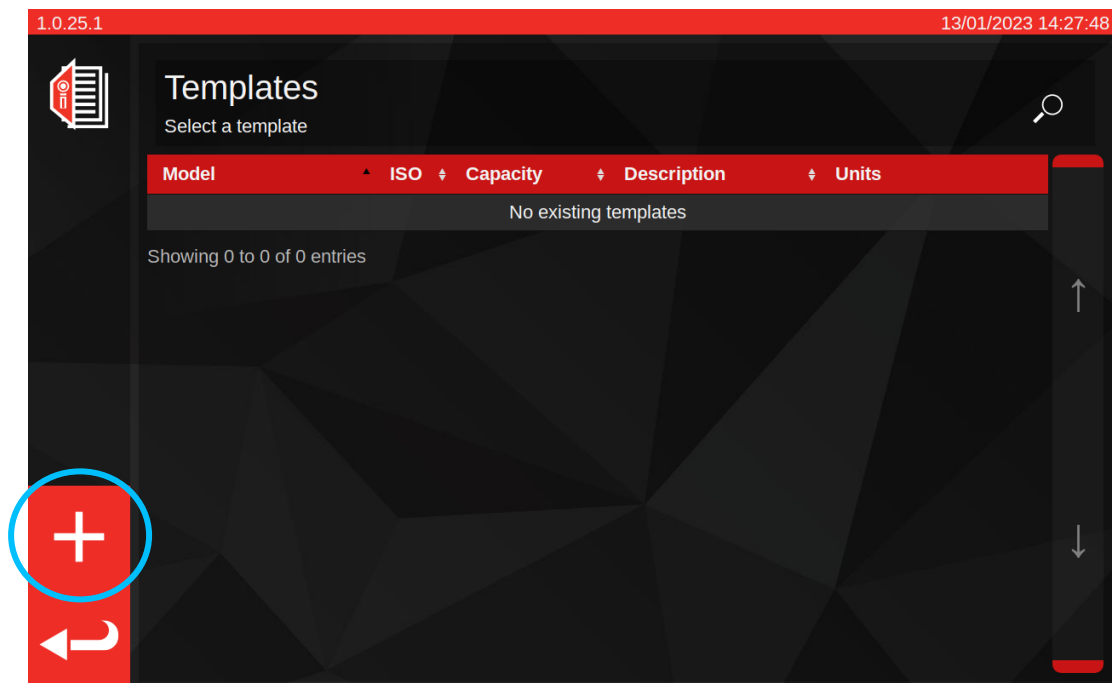 1.0.25.1 13/01/2023 14:27:48
Templates
Select a template
Model ISO Capacity Description Units
No existing templates
Showing 0 to 0 of 0 entries